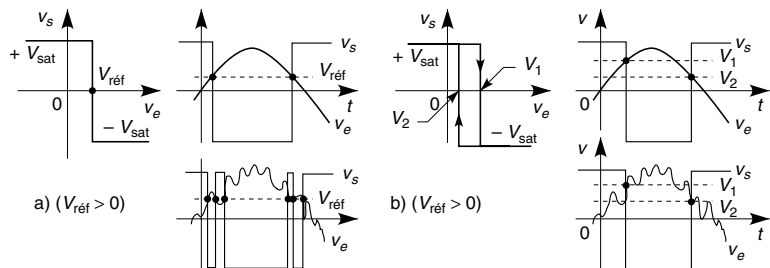 v_s
+ V_sat
V_réf
0
v_e
− V_sat
v_s
V_réf
t
v_e
v_s
V_réf
v_e
a) (V_réf > 0)
v_s
+ V_sat
V_1
0
V_2
v_e
− V_sat
v
v_s
V_1
V_2
0
t
v_e
v
v_s
V_1
V_2
0
t
v_e
b) (V_réf > 0)